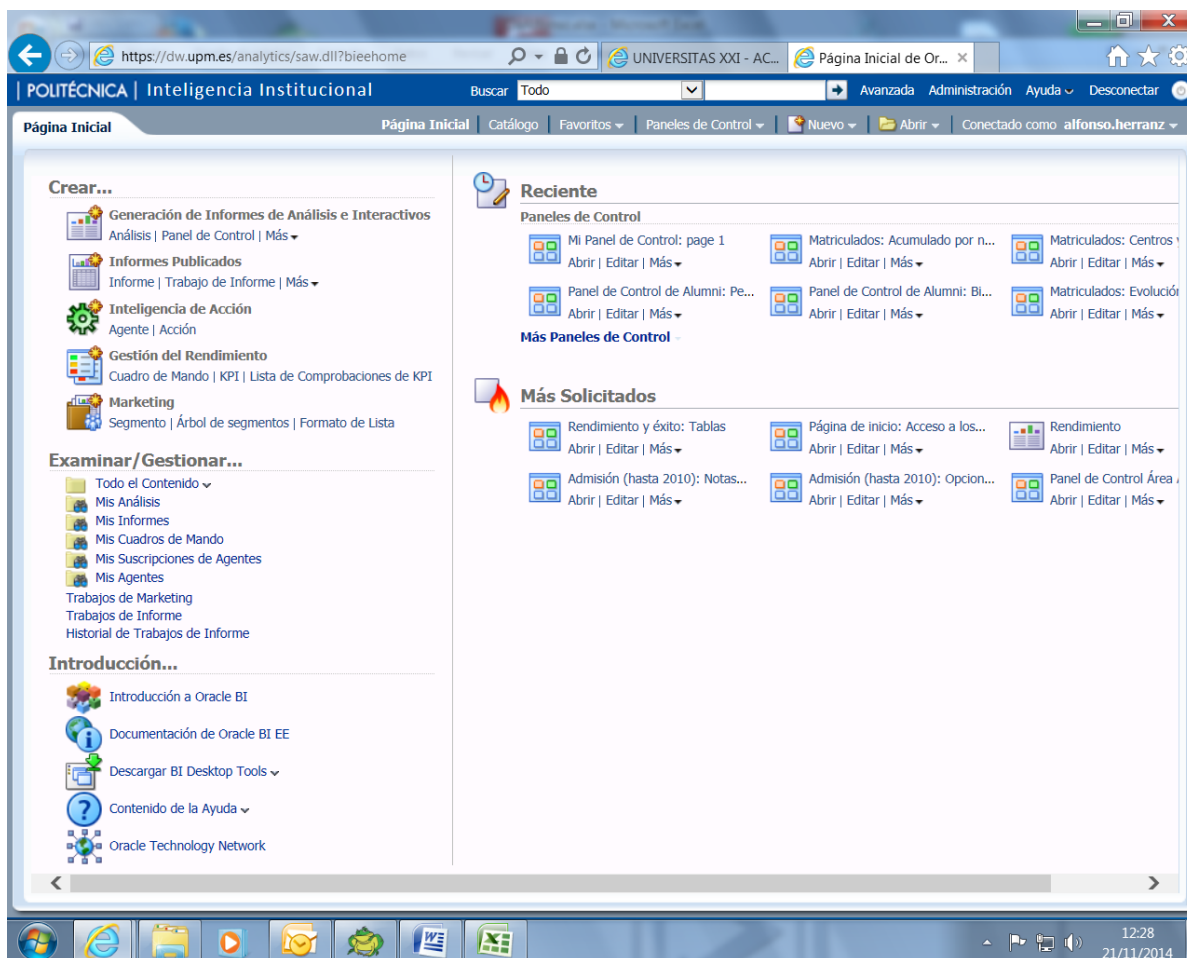 https://dw.upm.es/analytics/saw.dll?bieehome
UNIVERSITAS XXI - AC...
Página Inicial de Or...
POLITÉCNICA | Inteligencia Institucional
Buscar Todo
Avanzada Administración Ayuda Desconectar
Página Inicial
Página Inicial Catálogo Favoritos Paneles de Control Nuevo Abrir Conectado como alfonso.herranz
Crear...
Generación de Informes de Análisis e Interactivos
Análisis | Panel de Control | Más
Informes Publicados
Informe | Trabajo de Informe | Más
Inteligencia de Acción
Agente | Acción
Gestión del Rendimiento
Cuadro de Mando | KPI | Lista de Comprobaciones de KPI
Marketing
Segmento | Árbol de segmentos | Formato de Lista
Examinar/Gestionar...
Todo el Contenido
Mis Análisis
Mis Informes
Mis Cuadros de Mando
Mis Suscripciones de Agentes
Mis Agentes
Trabajos de Marketing
Trabajos de Informe
Historial de Trabajos de Informe
Introducción...
Introducción a Oracle BI
Documentación de Oracle BI EE
Descargar BI Desktop Tools
Contenido de la Ayuda
Oracle Technology Network
Reciente
Paneles de Control
Mi Panel de Control: page 1
Abrir | Editar | Más
Matriculados: Acumulado por n...
Abrir | Editar | Más
Matriculados: Centros y
Abrir | Editar | Más
Panel de Control de Alumni: Pe...
Abrir | Editar | Más
Panel de Control de Alumni: Bi...
Abrir | Editar | Más
Matriculados: Evolución
Abrir | Editar | Más
Más Paneles de Control
Más Solicitados
Rendimiento y éxito: Tablas
Abrir | Editar | Más
Página de inicio: Acceso a los...
Abrir | Editar | Más
Rendimiento
Abrir | Editar | Más
Admisión (hasta 2010): Notas...
Abrir | Editar | Más
Admisión (hasta 2010): Opcion...
Abrir | Editar | Más
Panel de Control Área
Abrir | Editar | Más
12:28
21/11/2014